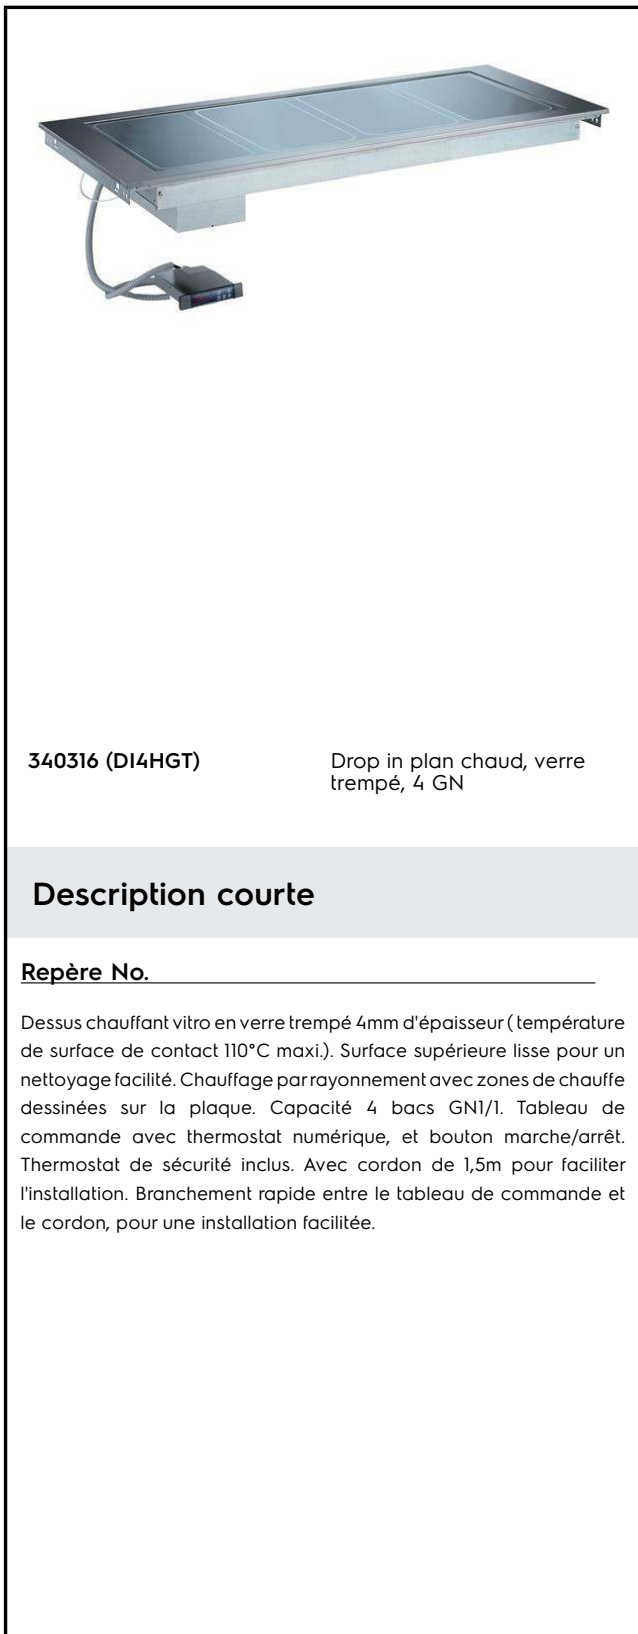 340316 (DI4HGT)
Drop in plan chaud, verre
trempé, 4 GN
Description courte
Repère No.
Dessus chauffant vitro en verre trempé 4mm d'épaisseur ( température
de surface de contact 110°C maxi.). Surface supérieure lisse pour un
nettoyage facilité. Chauffage par rayonnement avec zones de chauffe
dessinées sur la plaque. Capacité 4 bacs GN1/1. Tableau de
commande avec thermostat numérique, et bouton marche/arrêt.
Thermostat de sécurité inclus. Avec cordon de 1,5m pour faciliter
l'installation. Branchement rapide entre le tableau de commande et
le cordon, pour une installation facilitée.